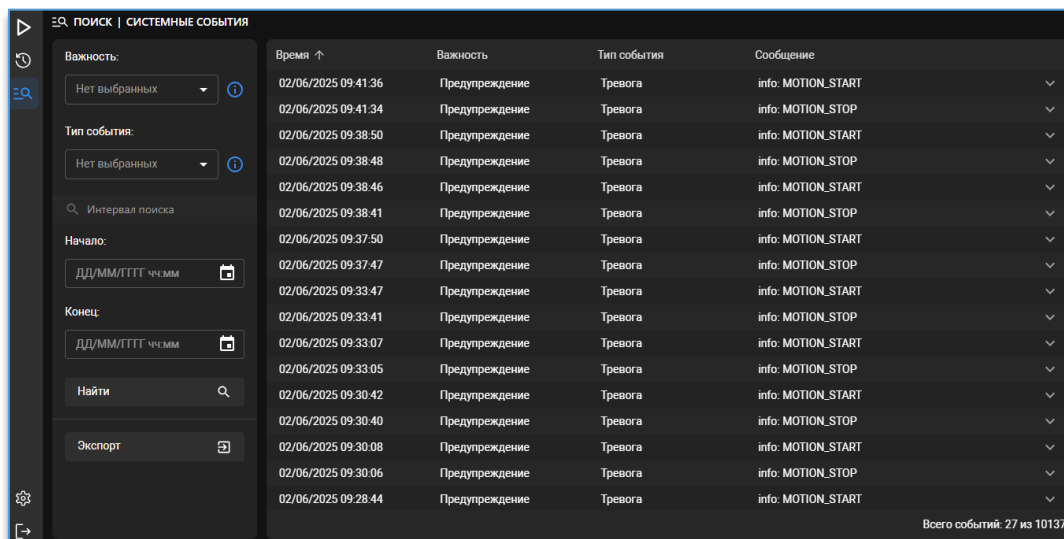 ПОИСК | СИСТЕМНЫЕ СОБЫТИЯ
Важность:
Нет выбранных
Тип события:
Нет выбранных
Интервал поиска
Начало:
ДД/ММ/ГГГГ чч:мм
Конец:
ДД/ММ/ГГГГ чч:мм
Найти
Экспорт
Время ↑ Важность Тип события Сообщение
02/06/2025 09:41:36 Предупреждение Тревога info: MOTION_START
02/06/2025 09:41:34 Предупреждение Тревога info: MOTION_STOP
02/06/2025 09:38:50 Предупреждение Тревога info: MOTION_START
02/06/2025 09:38:48 Предупреждение Тревога info: MOTION_STOP
02/06/2025 09:38:46 Предупреждение Тревога info: MOTION_START
02/06/2025 09:38:41 Предупреждение Тревога info: MOTION_STOP
02/06/2025 09:37:50 Предупреждение Тревога info: MOTION_START
02/06/2025 09:37:47 Предупреждение Тревога info: MOTION_STOP
02/06/2025 09:33:47 Предупреждение Тревога info: MOTION_START
02/06/2025 09:33:41 Предупреждение Тревога info: MOTION_STOP
02/06/2025 09:33:07 Предупреждение Тревога info: MOTION_START
02/06/2025 09:33:05 Предупреждение Тревога info: MOTION_STOP
02/06/2025 09:30:42 Предупреждение Тревога info: MOTION_START
02/06/2025 09:30:40 Предупреждение Тревога info: MOTION_STOP
02/06/2025 09:30:08 Предупреждение Тревога info: MOTION_START
02/06/2025 09:30:06 Предупреждение Тревога info: MOTION_STOP
02/06/2025 09:28:44 Предупреждение Тревога info: MOTION_START
Всего событий: 27 из 10137